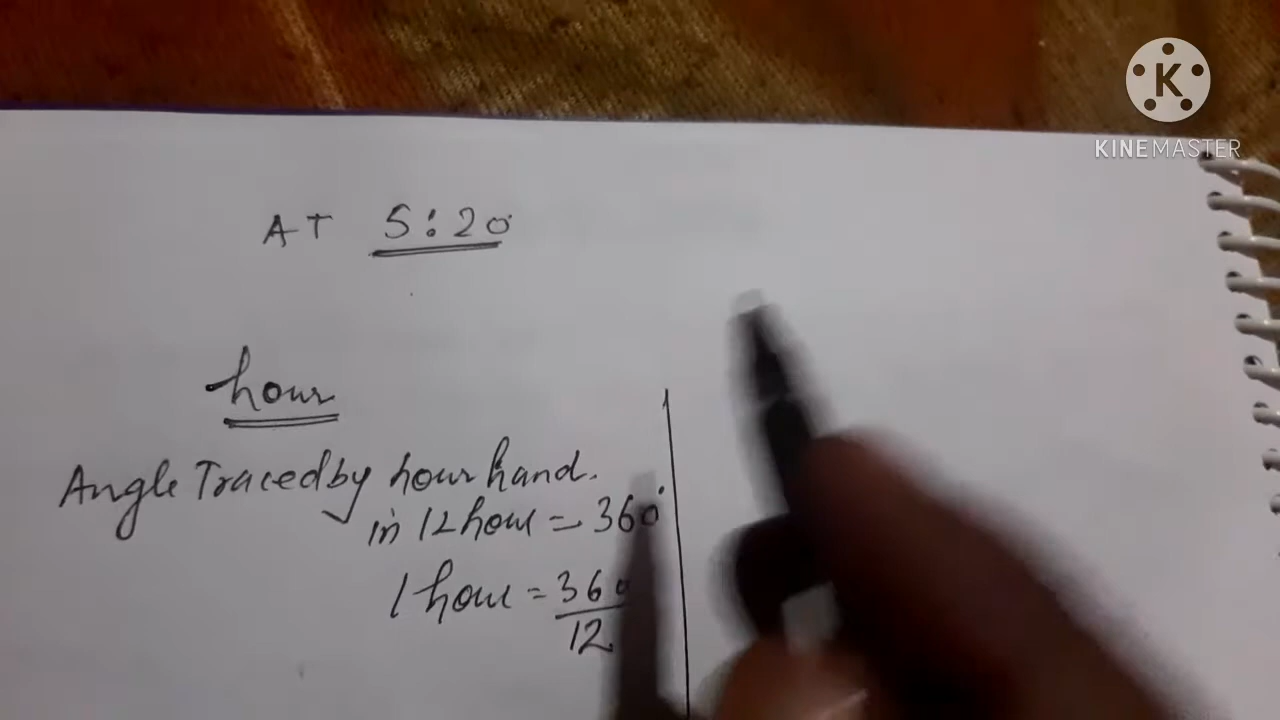 K
KINEMASTER
AT 5:20
hour
Angle Traced by hour hand.
in 12 hour = 360°
1 hour = 360
12